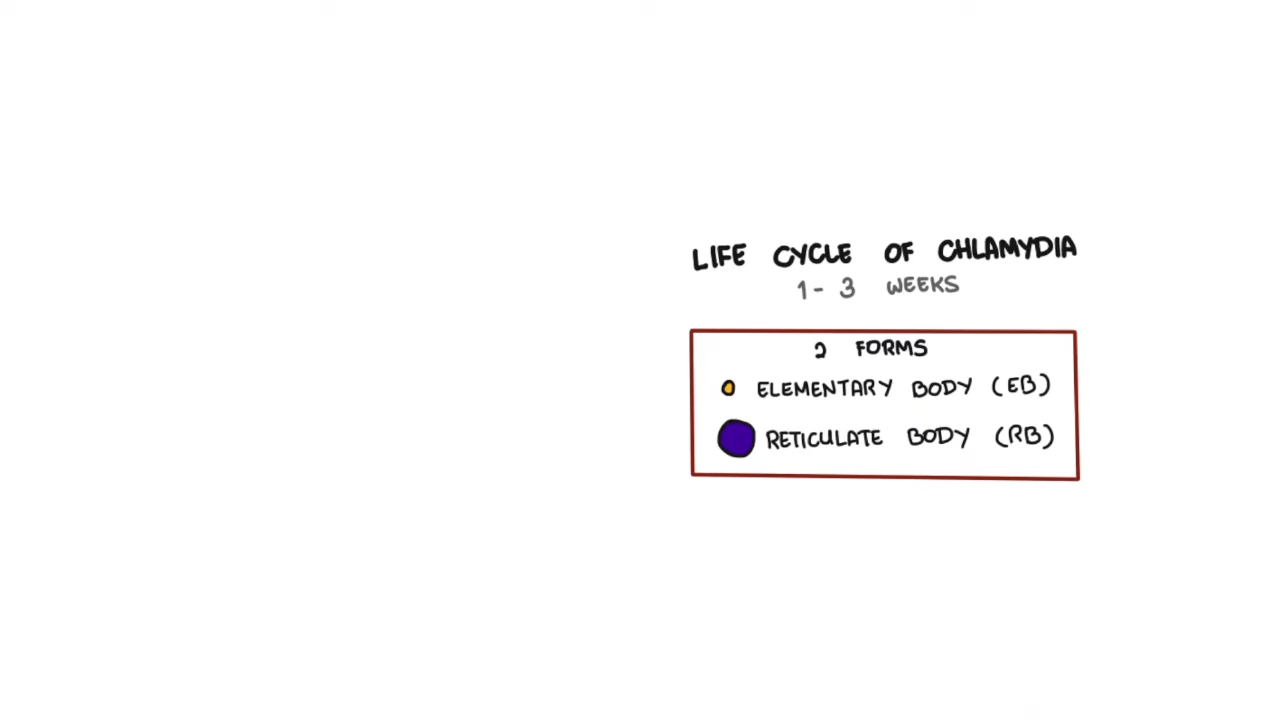 LIFE CYCLE OF CHLAMYDIA
1 - 3 WEEKS
2 FORMS
ELEMENTARY BODY (EB)
RETICULATE BODY (RB)